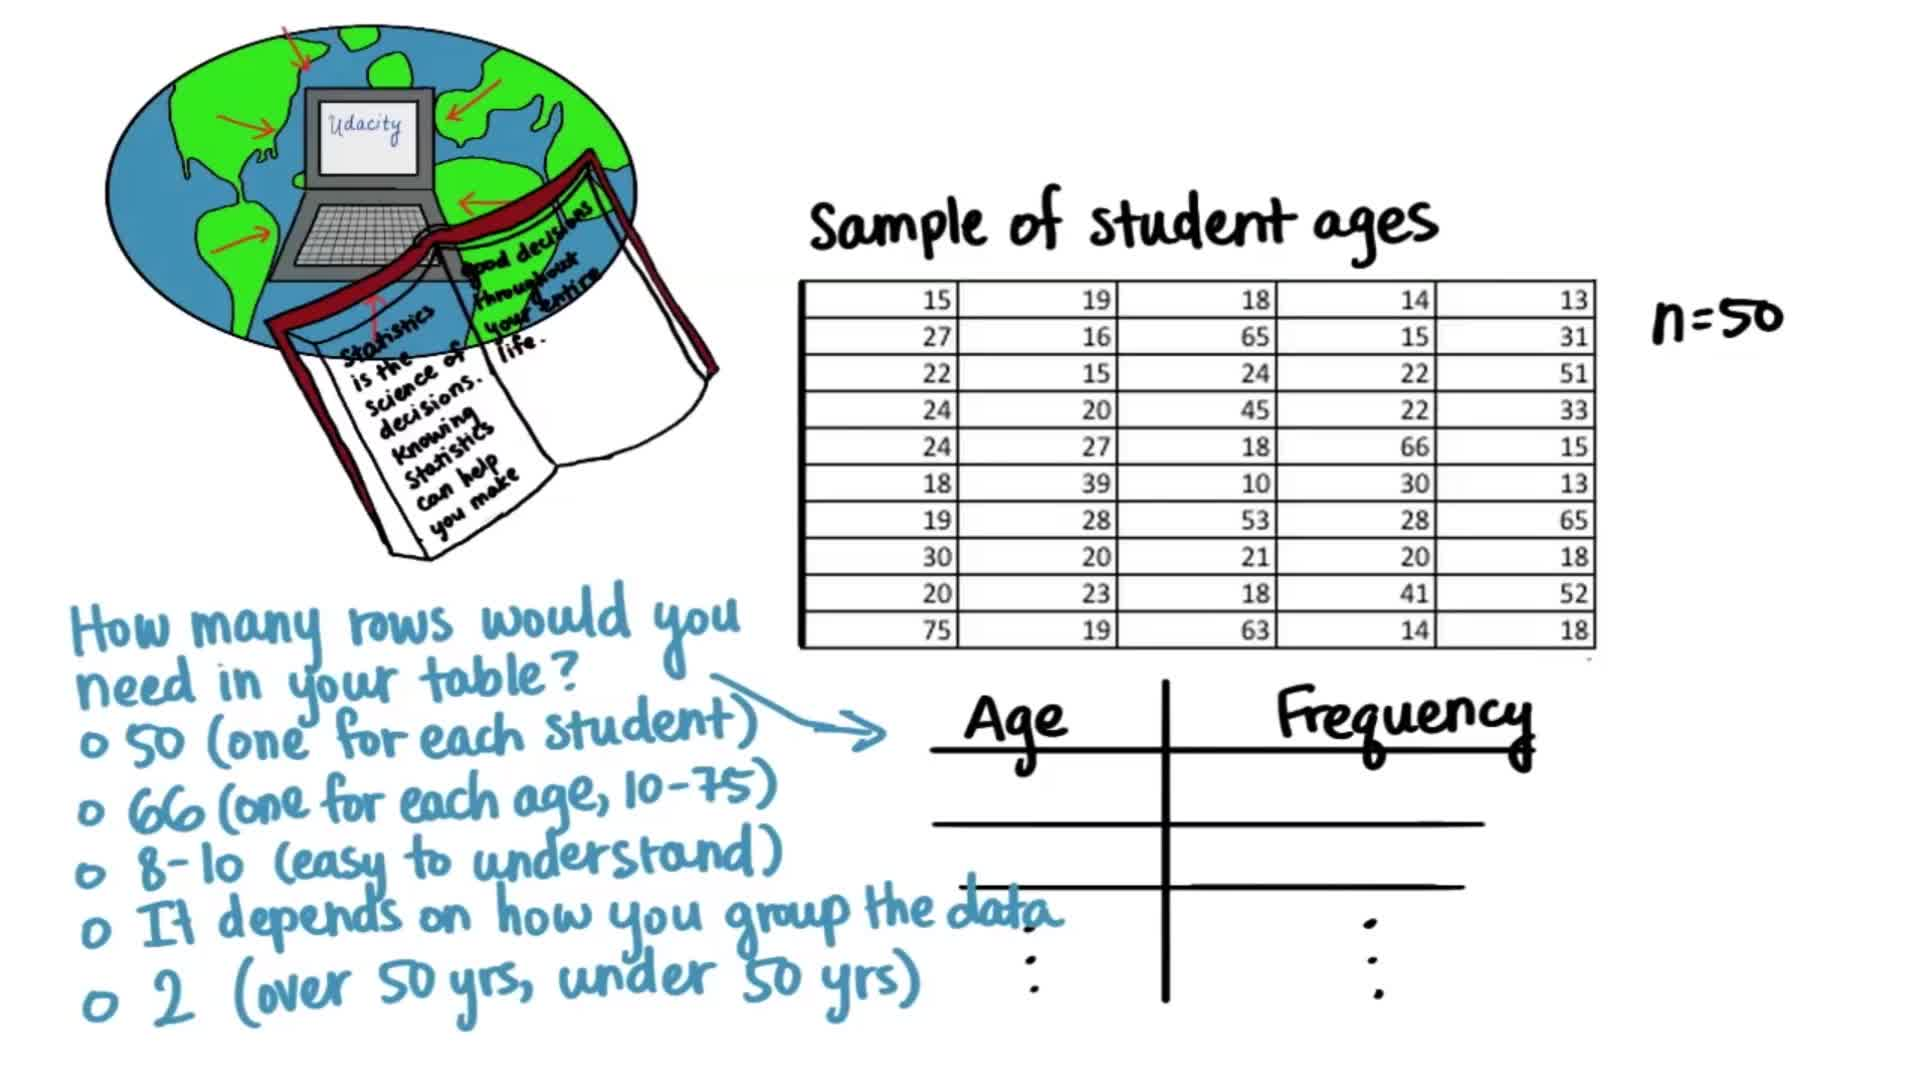 Udacity
Statistics
is the
science of
decisions.
Knowing
Statistics
can help
you make
good decisions
throughout
your entire
life.
Sample of student ages
15 19 18 14 13
27 16 65 15 31
22 15 24 22 51
24 20 45 22 33
24 27 18 66 15
18 39 10 30 13
19 28 53 28 65
30 20 21 20 18
20 23 18 41 52
75 19 63 14 18
n=50
How many rows would you
need in your table?
50 (one for each student)
66 (one for each age, 10-75)
8-10 (easy to understand)
It depends on how you group the data
2 (over 50 yrs, under 50 yrs)
Age Frequency